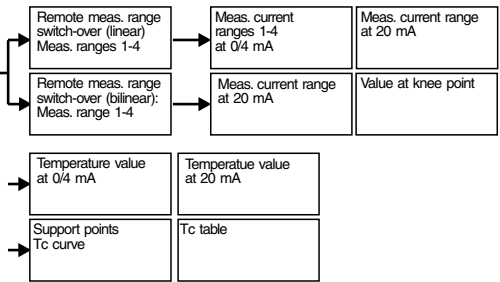 Remote meas. range
switch-over (linear)
Meas. ranges 1-4
Meas. current
ranges 1-4
at 0/4 mA
Meas. current range
at 20 mA
Remote meas. range
switch-over (bilinear):
Meas. range 1-4
Meas. current range
at 20 mA
Value at knee point
Temperature value
at 0/4 mA
Temperatue value
at 20 mA
Support points
Tc curve
Tc table